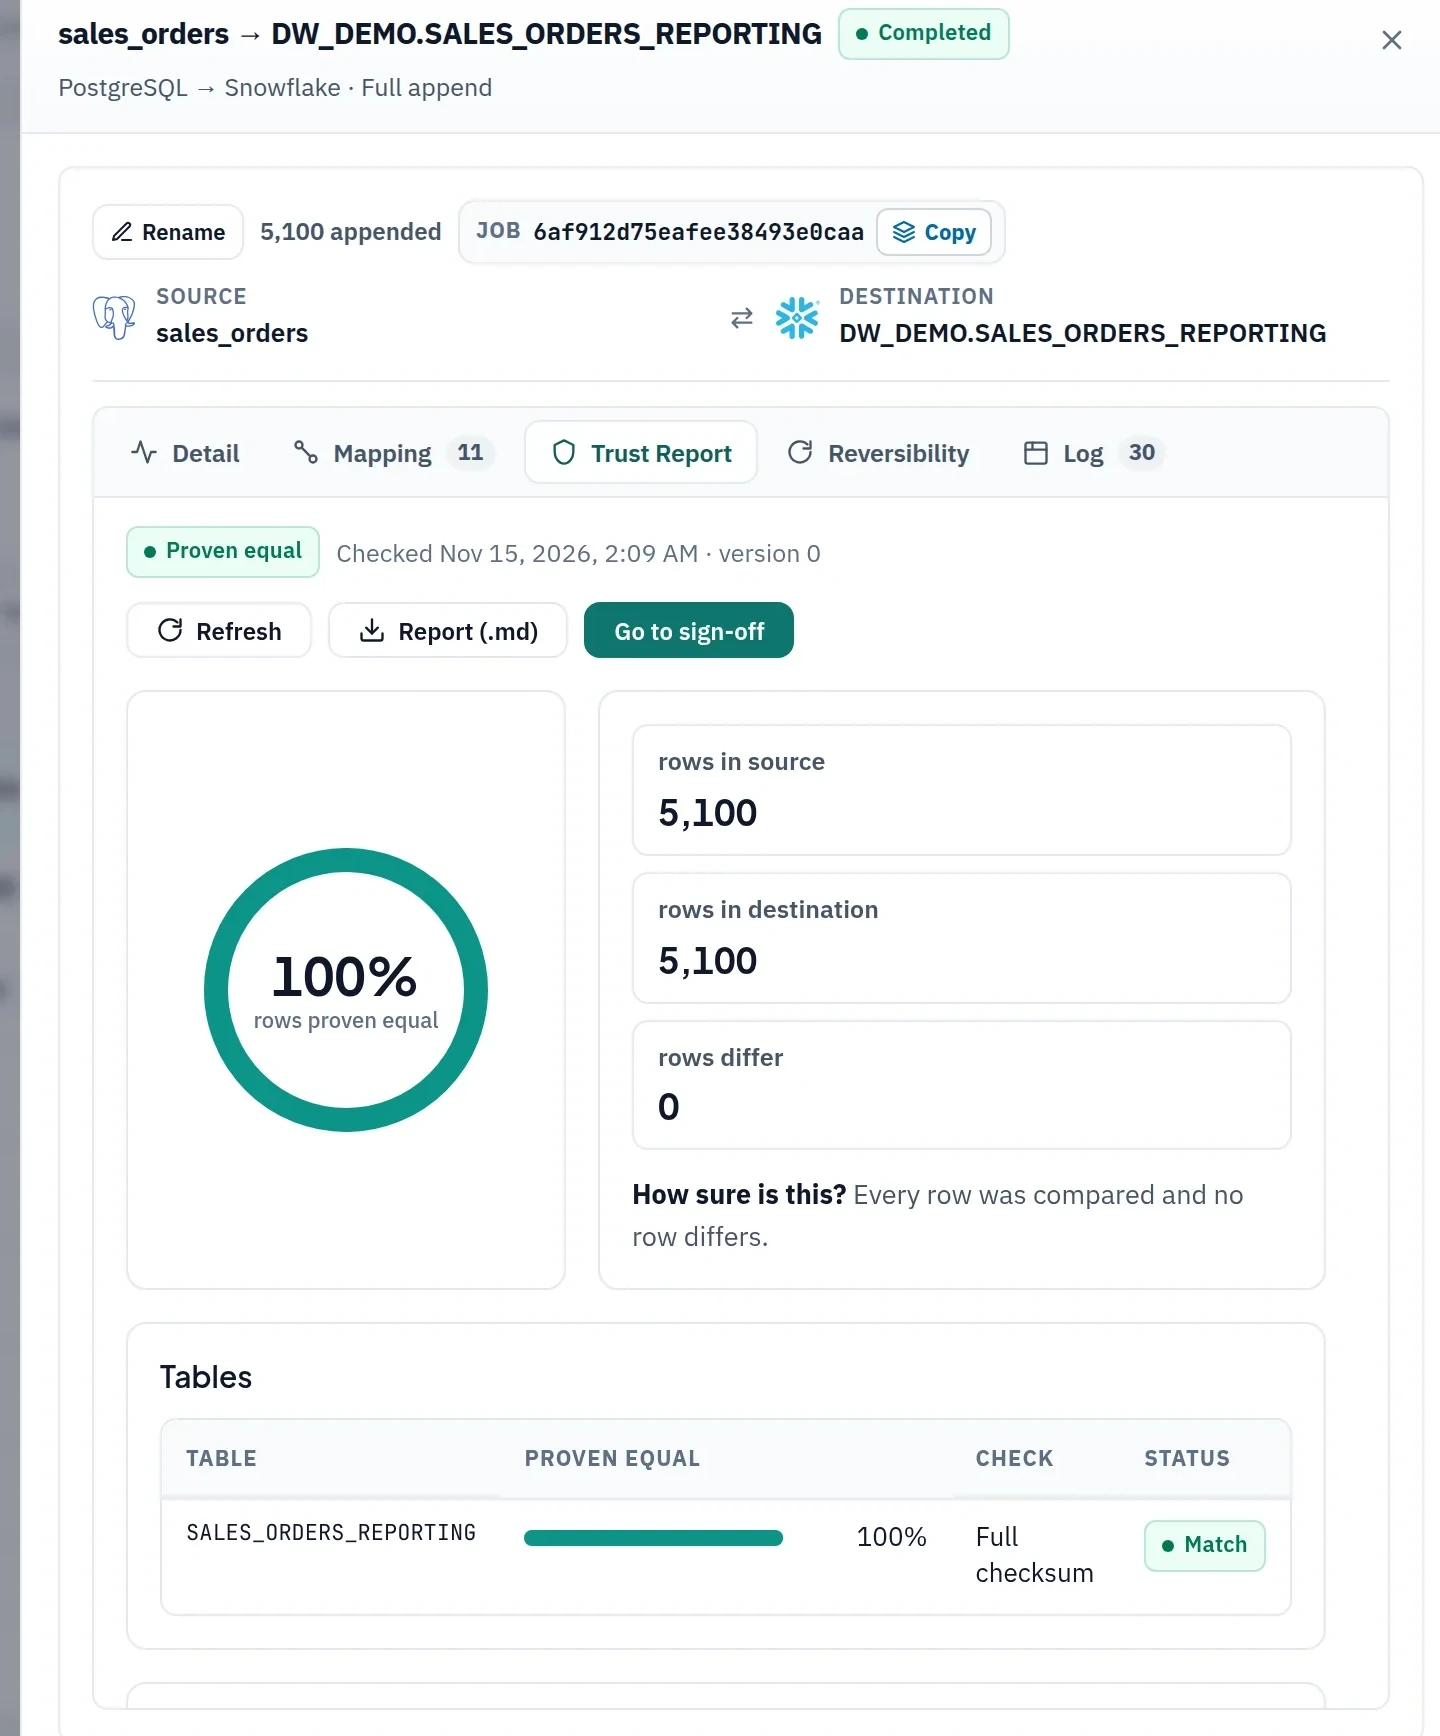 sales_orders → DW_DEMO.SALES_ORDERS_REPORTING
Completed
PostgreSQL → Snowflake · Full append
Rename
5,100 appended
JOB 6af912d75eafee38493e0caa
Copy
SOURCE
sales_orders
DESTINATION
DW_DEMO.SALES_ORDERS_REPORTING
Detail
Mapping 11
Trust Report
Reversibility
Log 30
Proven equal
Checked Nov 15, 2026, 2:09 AM · version 0
Refresh
Report (.md)
Go to sign-off
100%
rows proven equal
rows in source
5,100
rows in destination
5,100
rows differ
0
How sure is this? Every row was compared and no
row differs.
Tables
TABLE PROVEN EQUAL CHECK STATUS
SALES_ORDERS_REPORTING 100% Full
checksum
Match